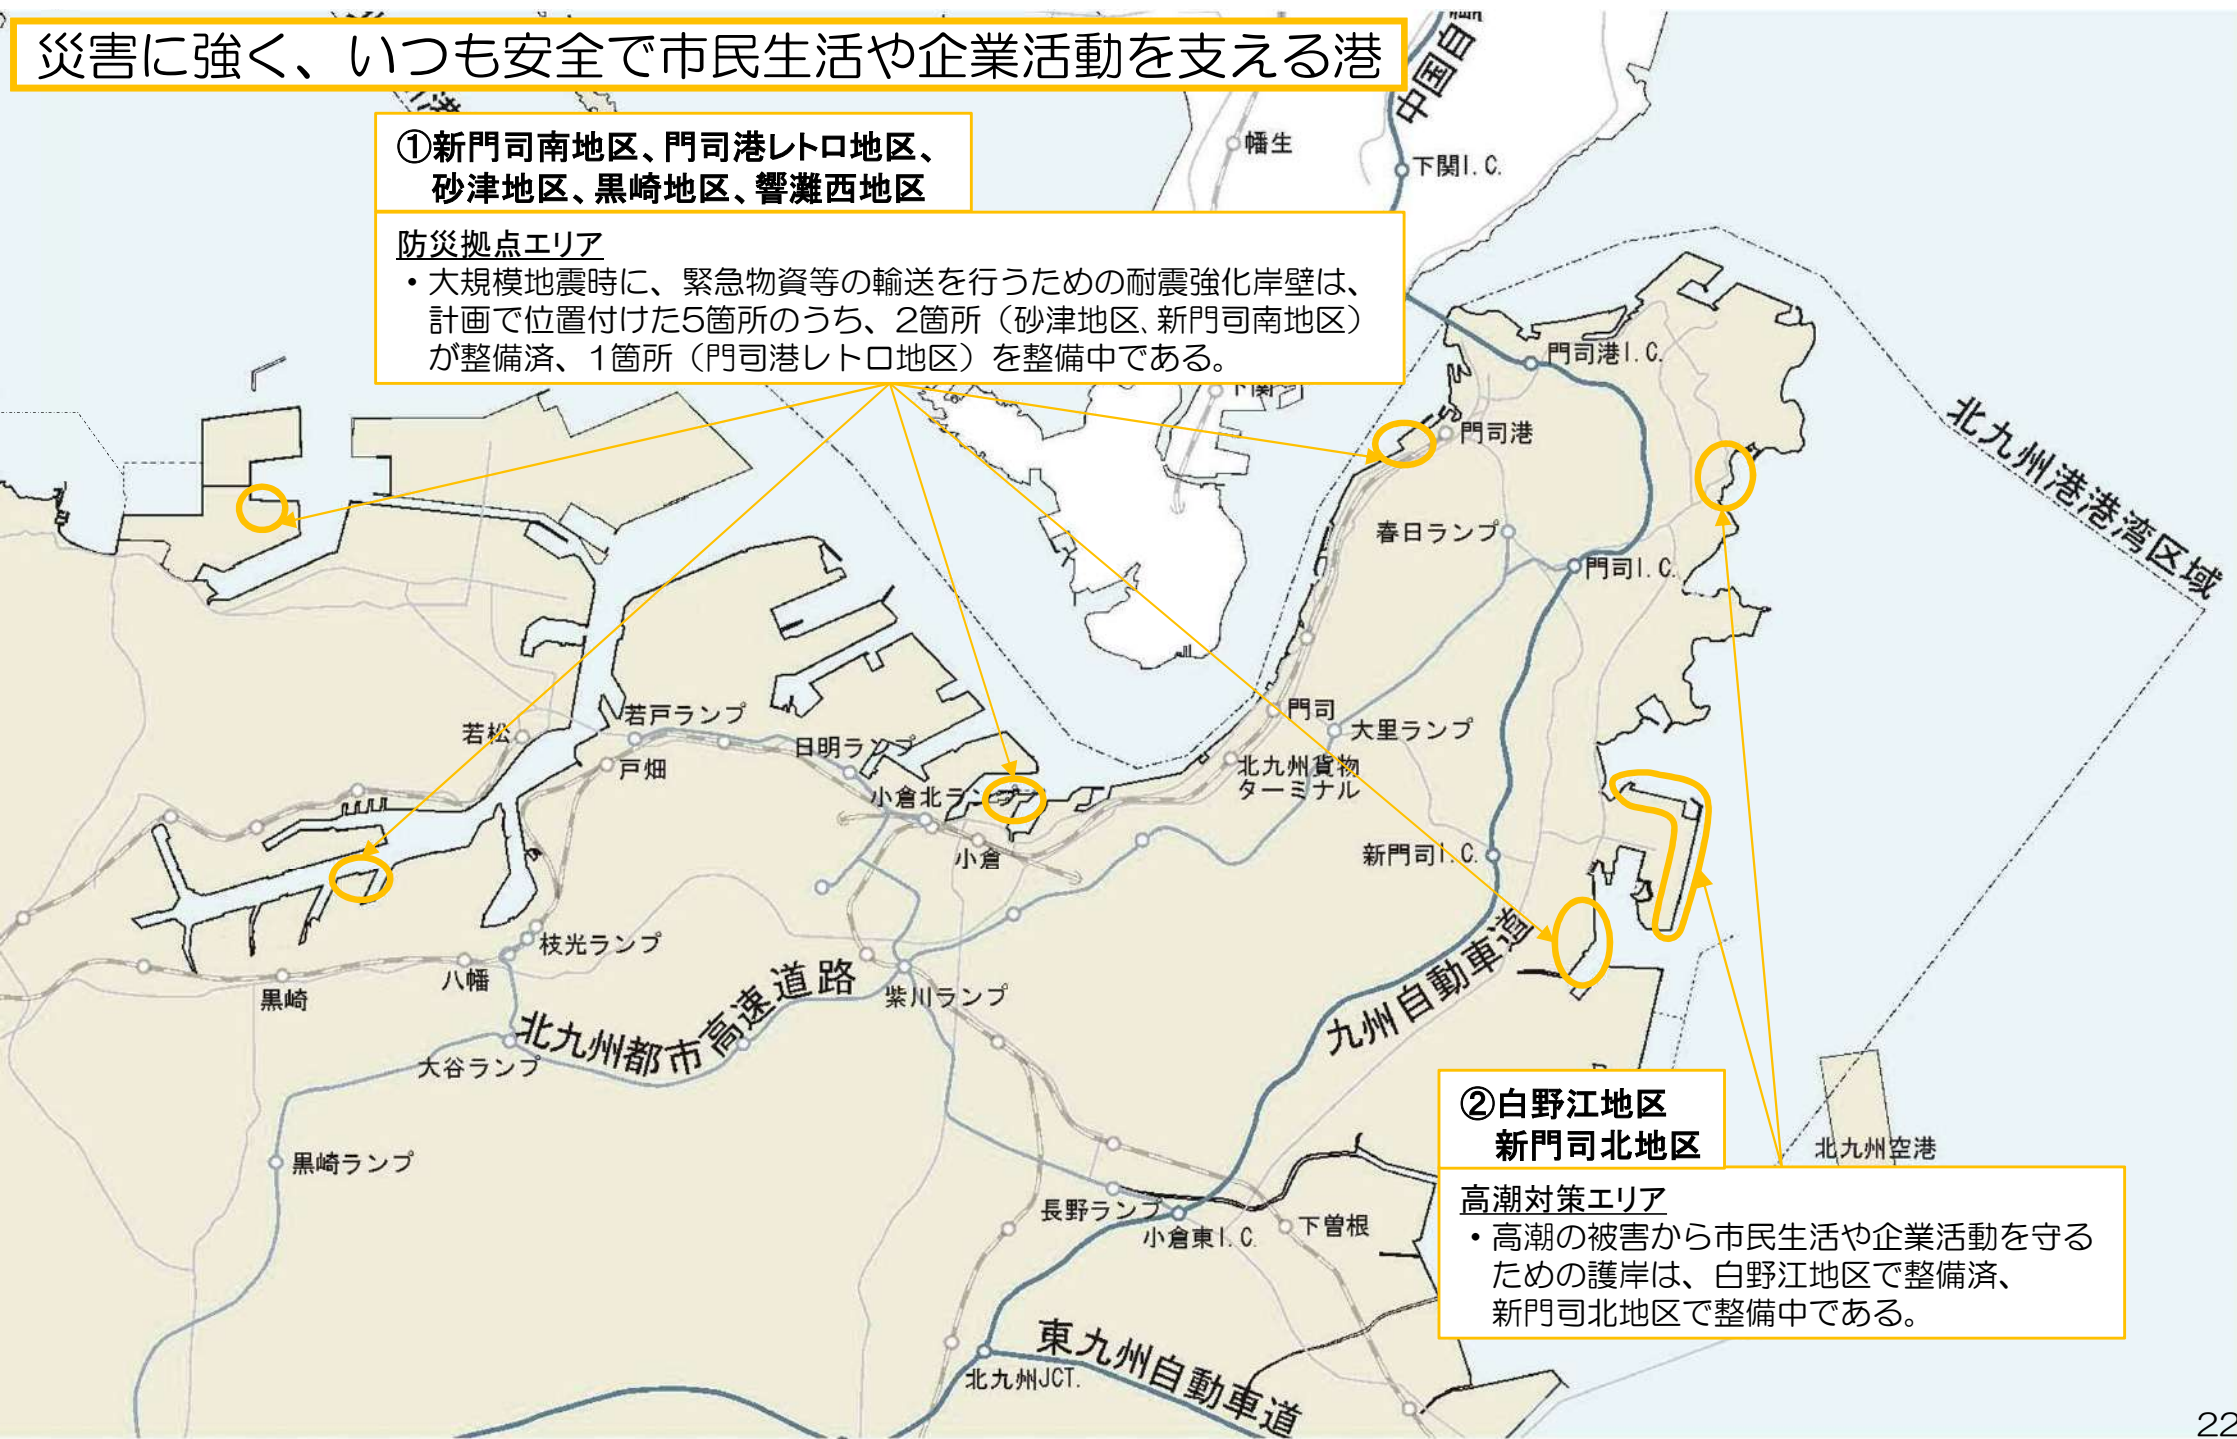 災害に強く、いつも安全で市民生活や企業活動を支える港
①新門司南地区、門司港レトロ地区、
砂津地区、黒崎地区、響灘西地区
防災拠点エリア
・大規模地震時に、緊急物資等の輸送を行うための耐震強化岸壁は、
計画で位置付けた5箇所のうち、2箇所（砂津地区、新門司南地区）
が整備済、1箇所（門司港レトロ地区）を整備中である。
中国自
幡生
下関I.C.
下関
門司港I.C.
門司港
北九州港港湾区域
春日ランプ
門司I.C.
若松
若戸ランプ
戸畑
日明ランプ
小倉北ランプ
小倉
門司
大里ランプ
北九州貨物
ターミナル
新門司I.C.
枝光ランプ
八幡
黒崎
北九州都市高速道路
紫川ランプ
九州自動車道
大谷ランプ
黒崎ランプ
長野ランプ
小倉東I.C.
下曽根
北九州空港
②白野江地区
新門司北地区
高潮対策エリア
・高潮の被害から市民生活や企業活動を守る
ための護岸は、白野江地区で整備済、
新門司北地区で整備中である。
東九州自動車道
北九州JCT.
22